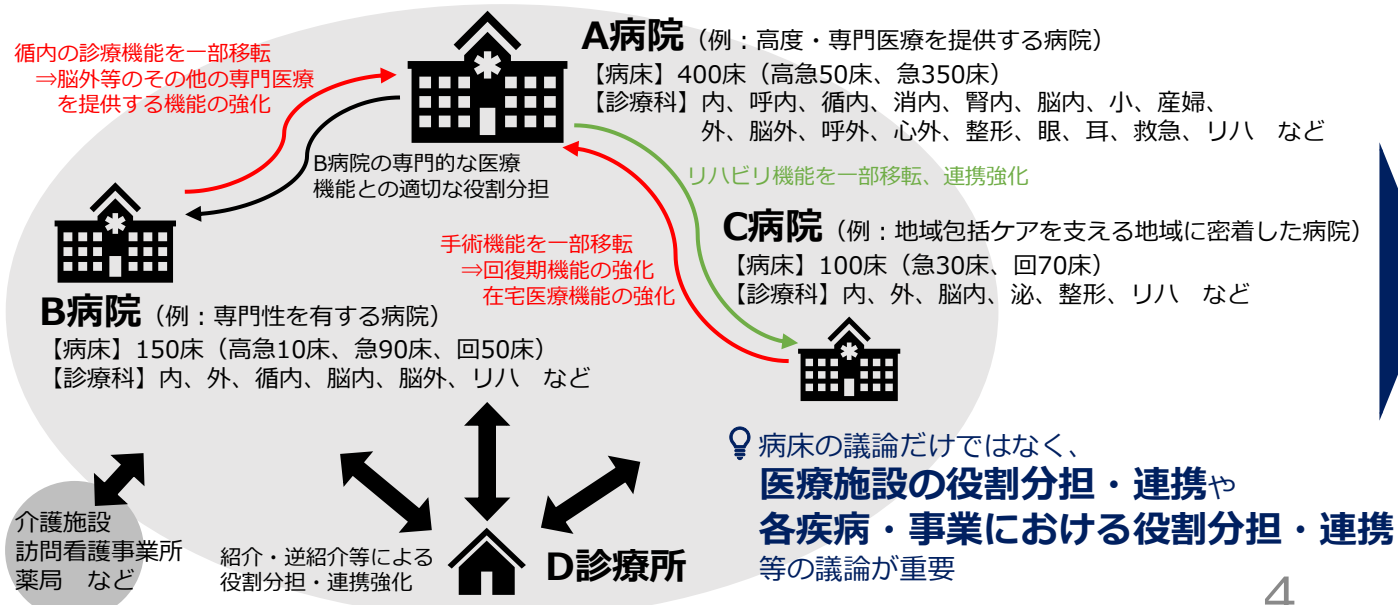 循内の診療機能を一部移転
⇒脳外等のその他の専門医療
を提供する機能の強化
A病院（例：高度・専門医療を提供する病院）
【病床】400床（高急50床、急350床）
【診療科】内、呼内、循内、消内、腎内、脳内、小、産婦、
外、脳外、呼外、心外、整形、眼、耳、救急、リハ　など
B病院の専門的な医療
機能との適切な役割分担
リハビリ機能を一部移転、連携強化
手術機能を一部移転
⇒回復期機能の強化
在宅医療機能の強化
C病院（例：地域包括ケアを支える地域に密着した病院）
【病床】100床（急30床、回70床）
【診療科】内、外、脳内、泌、整形、リハ　など
B病院（例：専門性を有する病院）
【病床】150床（高急10床、急90床、回50床）
【診療科】内、外、循内、脳内、脳外、リハ　など
介護施設
訪問看護事業所
薬局　など
紹介・逆紹介等による
役割分担・連携強化
D診療所
病床の議論だけではなく、
医療施設の役割分担・連携や
各疾病・事業における役割分担・連携
等の議論が重要
4